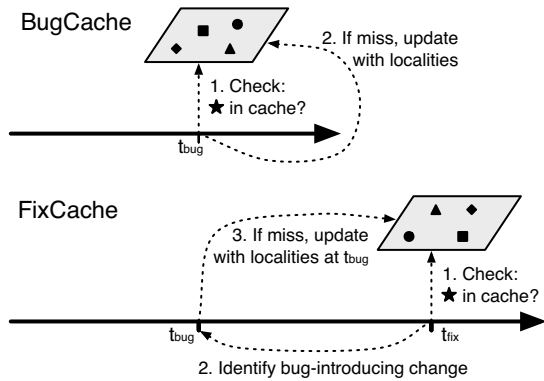 BugCache
2. If miss, update
with localities
1. Check:
★ in cache?
tbug
FixCache
3. If miss, update
with localities at tbug
1. Check:
★ in cache?
tbug
tfix
2. Identify bug-introducing change